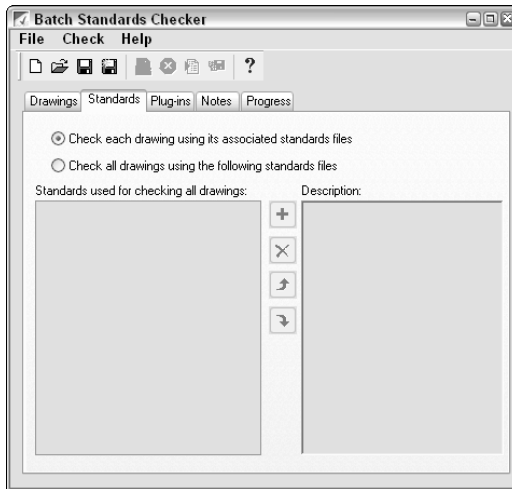 Batch Standards Checker
File Check Help
?
Drawings Standards Plug-ins Notes Progress
Check each drawing using its associated standards files
Check all drawings using the following standards files
Standards used for checking all drawings: Description: